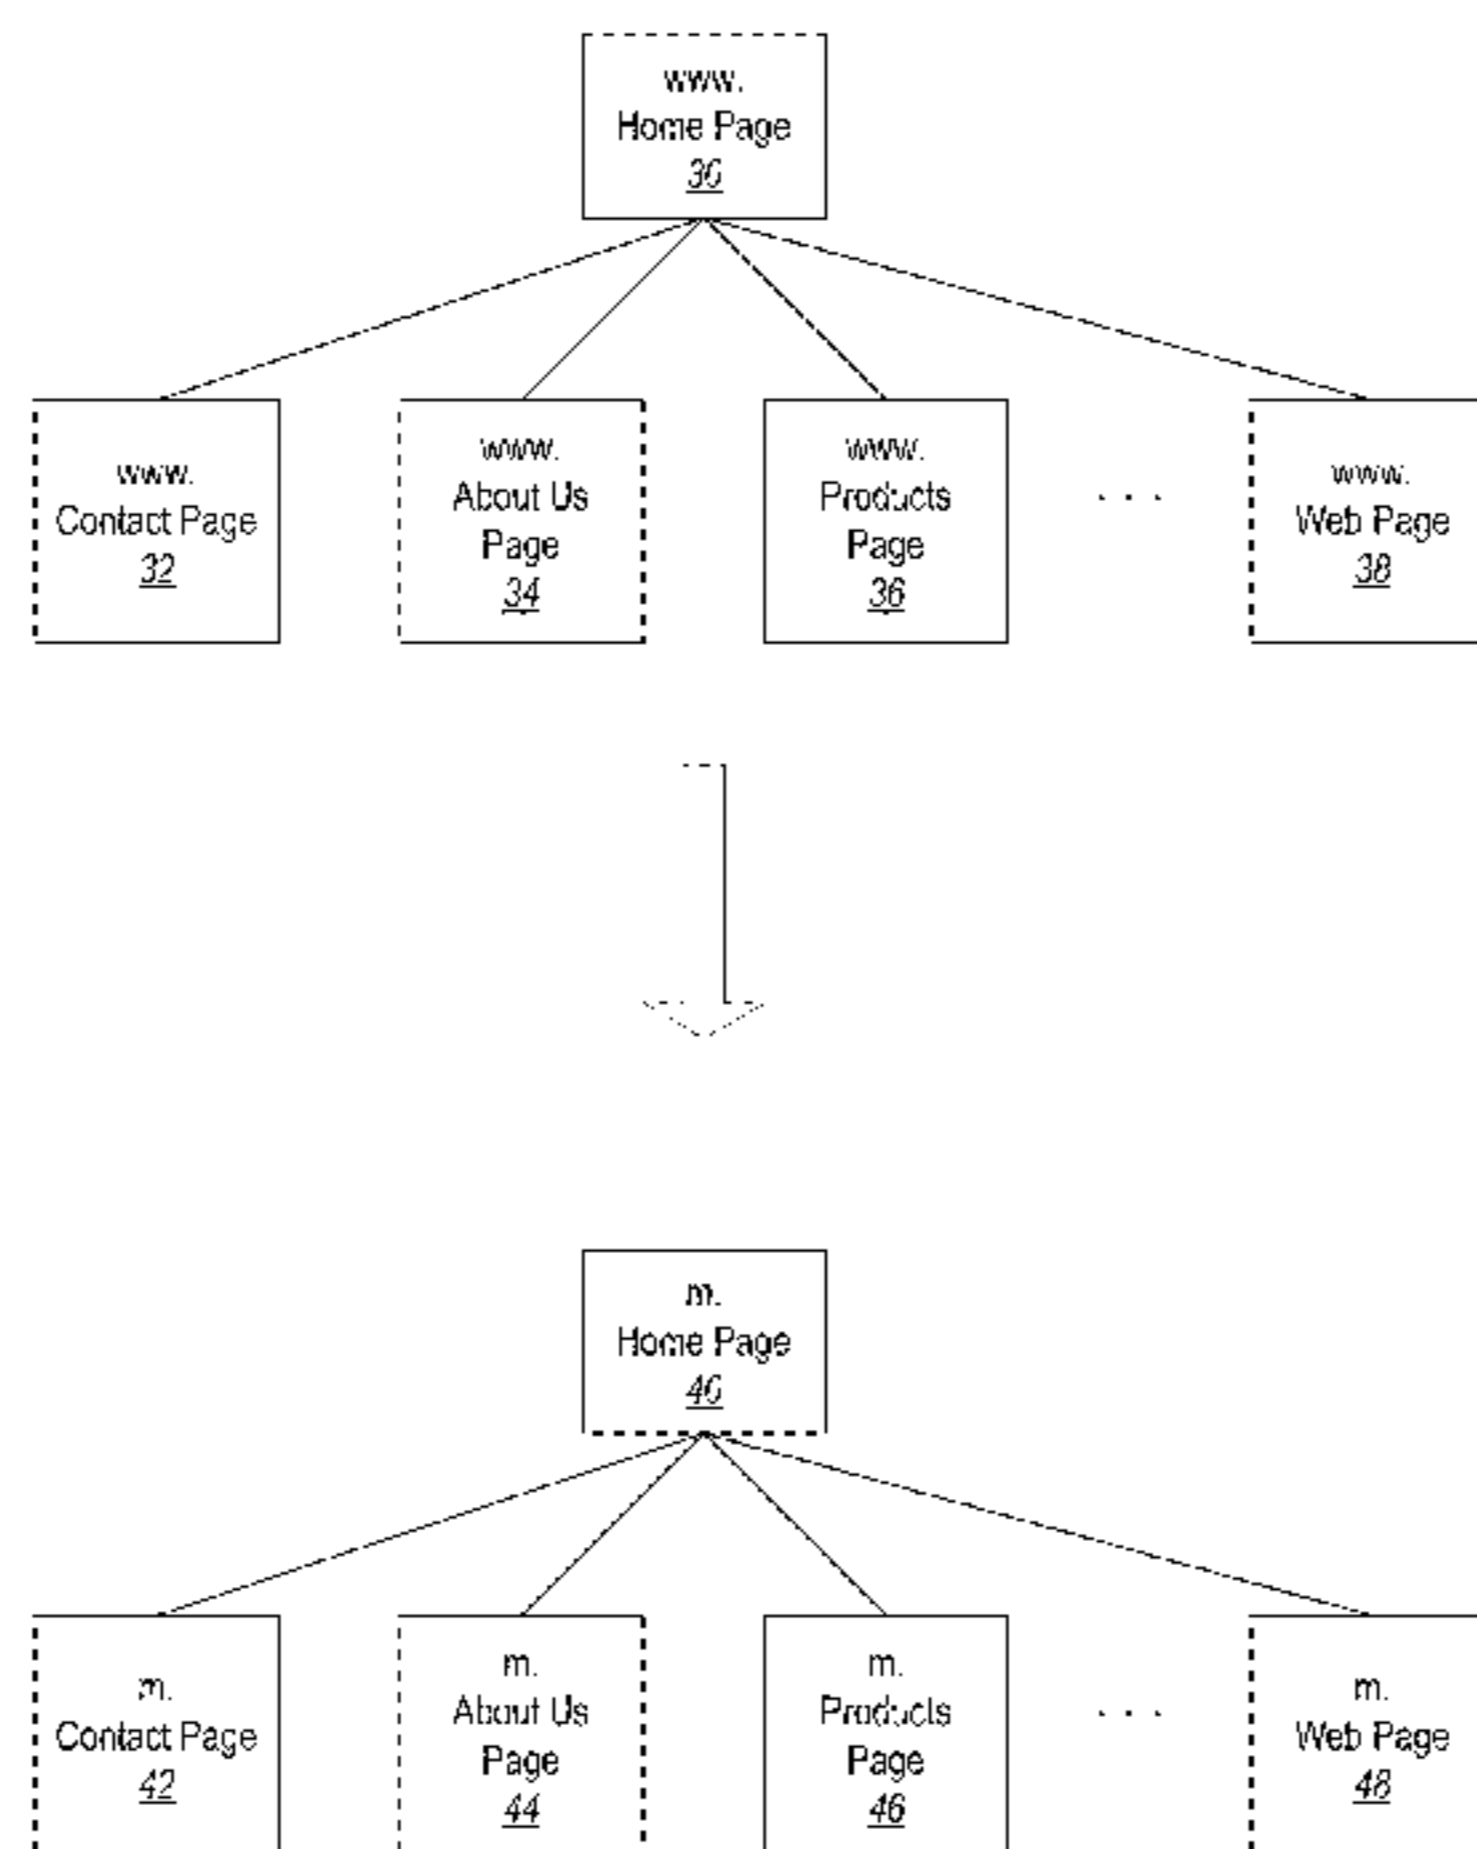 www.
Home Page
30
www.
Contact Page
32
www.
About Us
Page
34
www.
Products
Page
36
. . .
www.
Web Page
38
m.
Home Page
40
m.
Contact Page
42
m.
About Us
Page
44
m.
Products
Page
46
. . .
m.
Web Page
48